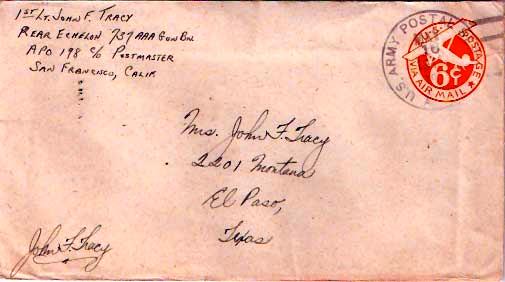 1st Lt. John F. Tracy
Rear Echelon 737 AAA Gun Bn.
APO 198 c/o Postmaster
San Francisco, Calif.
U.S. ARMY POSTAL
U.S. POSTAGE
6¢
VIA AIR MAIL
Mrs. John F. Tracy
2201 Montana
El Paso,
Texas
John F. Tracy